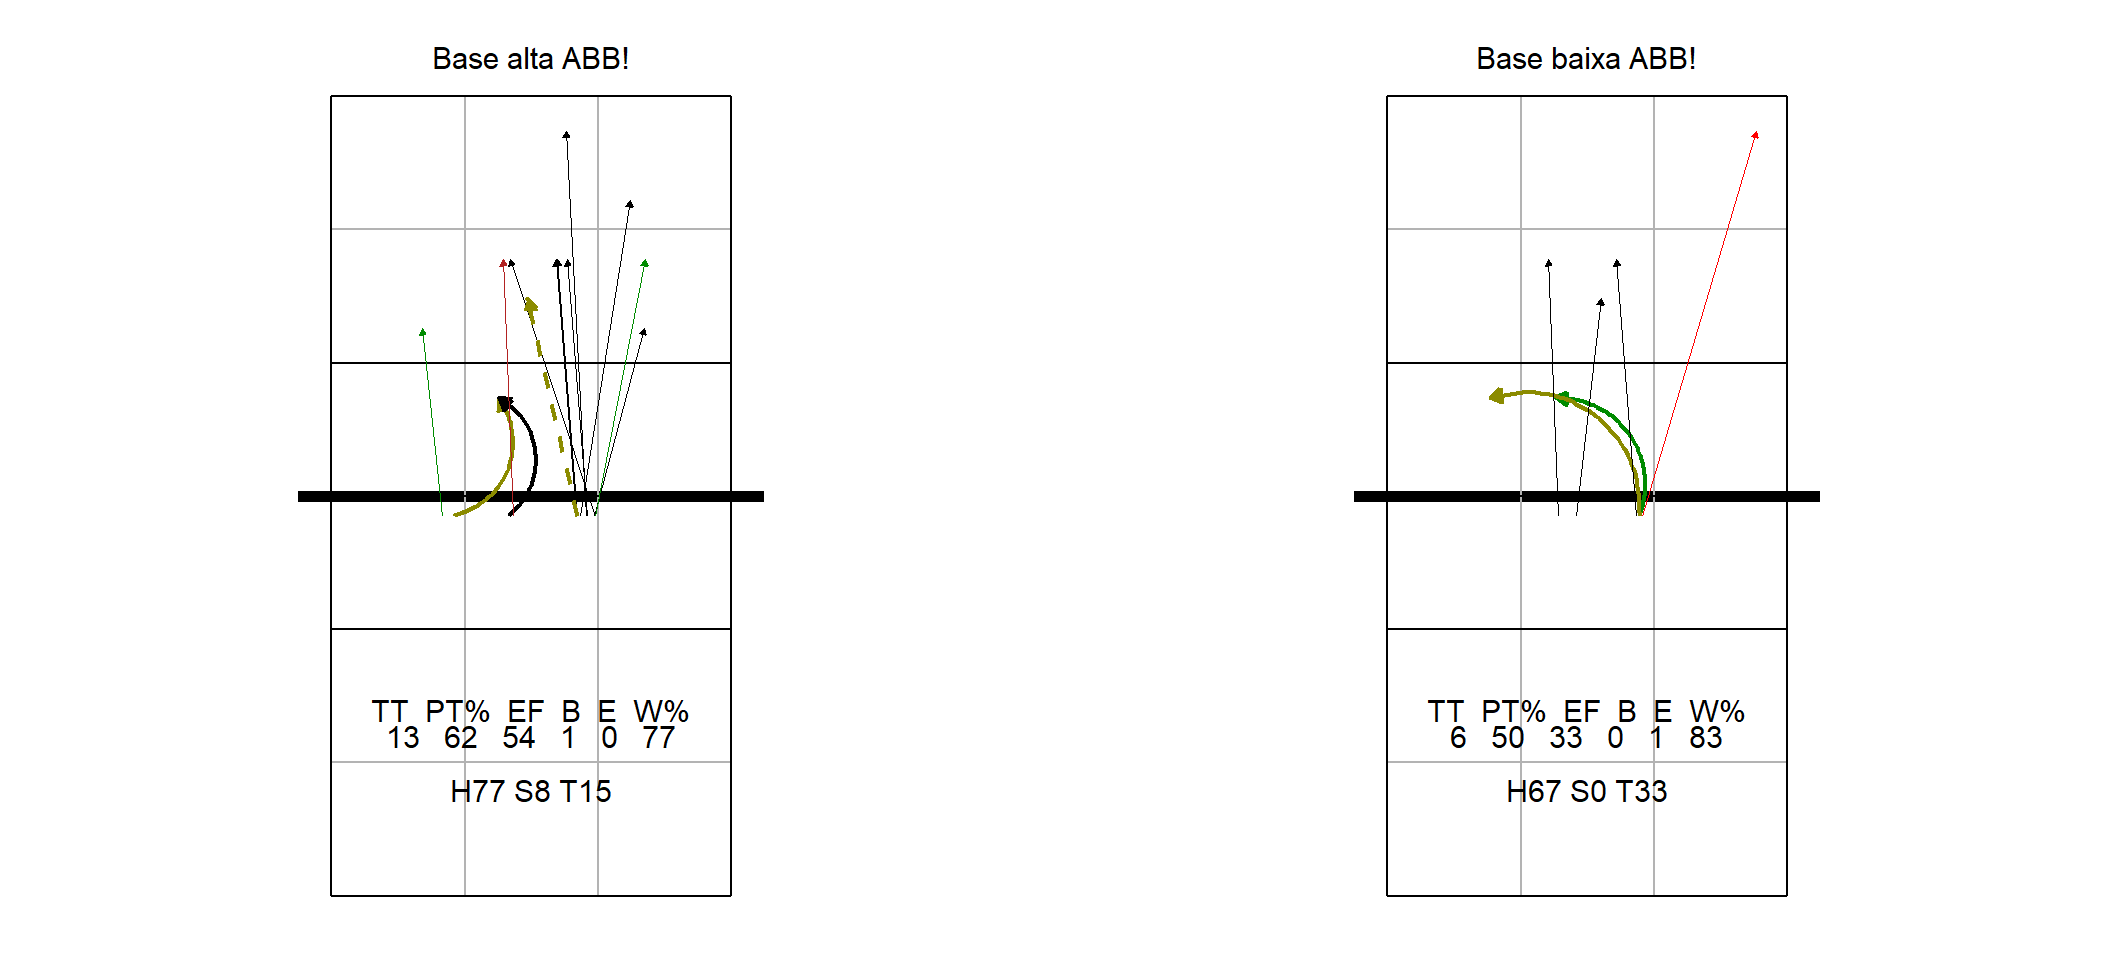 Base alta ABB!
TT PT% EF B E W%
13 62 54 1 0 77
H77 S8 T15
Base baixa ABB!
TT PT% EF B E W%
6 50 33 0 1 83
H67 S0 T33